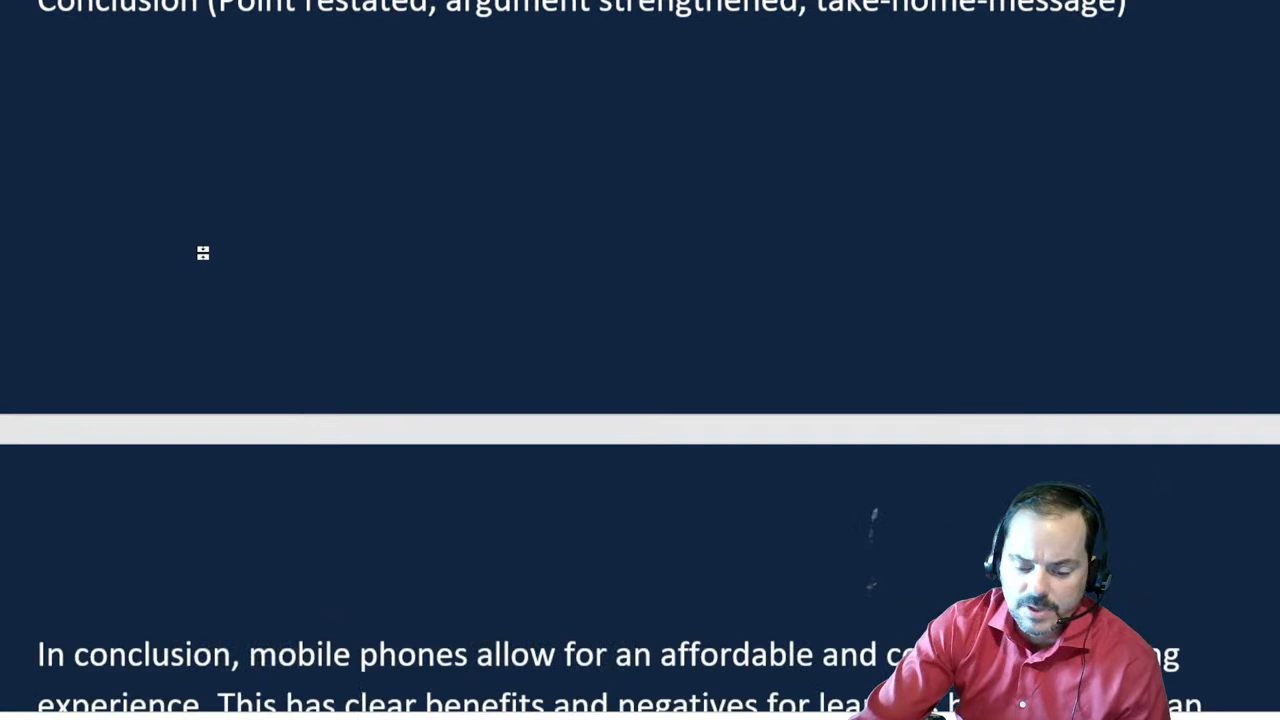 Conclusion (Point restated, argument strengthened, take-home-message)
In conclusion, mobile phones allow for an affordable and
experience. This has clear benefits and negatives for